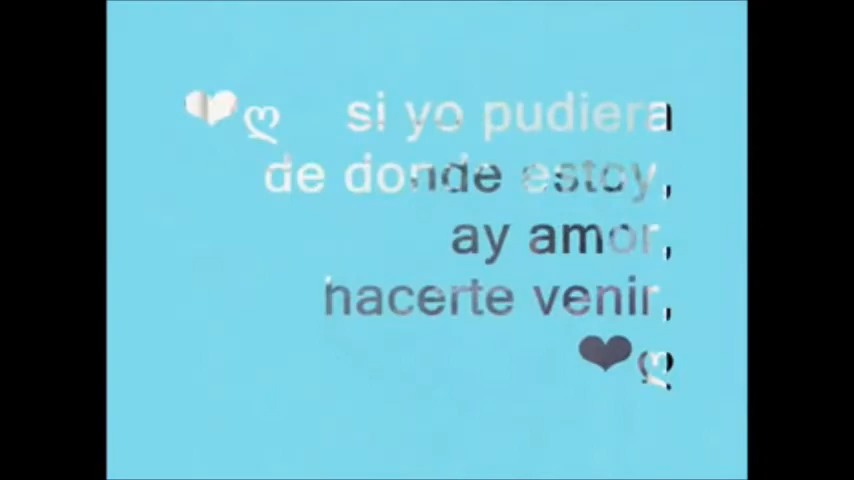 ❤ღ si yo pudiera
de donde estoy,
ay amor,
hacerte venir,
❤ღ